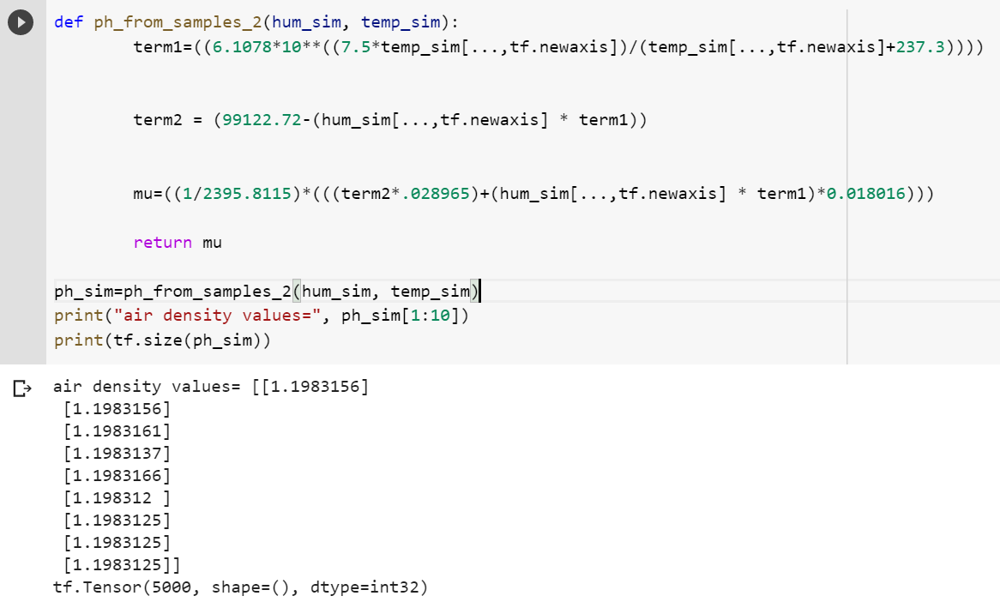 def ph_from_samples_2(hum_sim, temp_sim):
        term1=((6.1078*10**((7.5*temp_sim[...,tf.newaxis])/(temp_sim[...,tf.newaxis]+237.3))))
        term2 = (99122.72-(hum_sim[...,tf.newaxis] * term1))
        mu=((1/2395.8115)*(((term2*.028965)+(hum_sim[...,tf.newaxis] * term1)*0.018016)))
        return mu
ph_sim=ph_from_samples_2(hum_sim, temp_sim)
print("air density values=", ph_sim[1:10])
print(tf.size(ph_sim))
air density values= [[1.1983156]
 [1.1983156]
 [1.1983161]
 [1.1983137]
 [1.1983166]
 [1.198312 ]
 [1.1983125]
 [1.1983125]
 [1.1983125]]
tf.Tensor(5000, shape=(), dtype=int32)